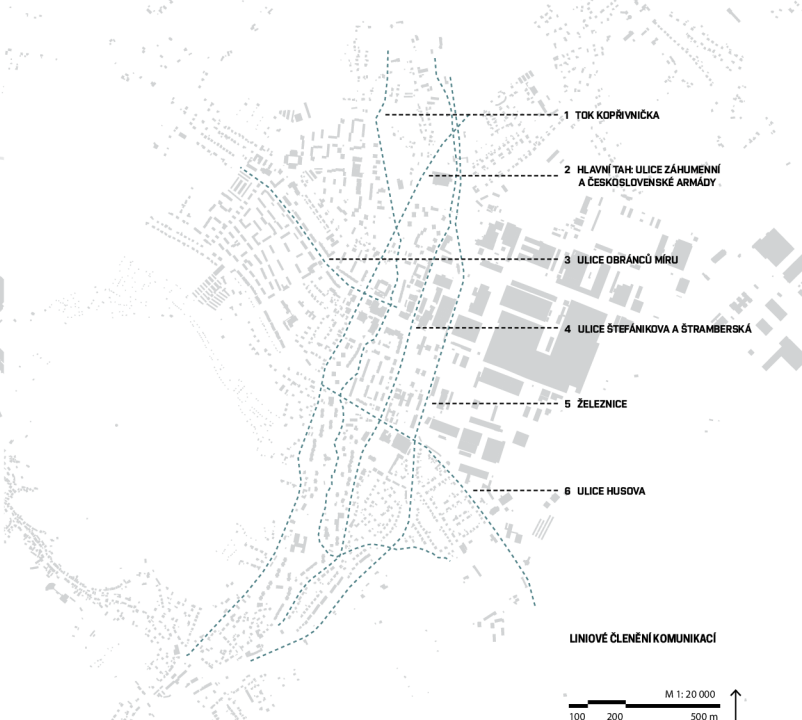 1 TOK KOPŘIVNIČKA
2 HLAVNÍ TAH: ULICE ZÁHUMENNÍ
A ČESKOSLOVENSKÉ ARMÁDY
3 ULICE OBRÁNCŮ MÍRU
4 ULICE ŠTEFÁNIKOVA A ŠTRAMBERSKÁ
5 ŽELEZNICE
6 ULICE HUSOVA
LINIOVÉ ČLENĚNÍ KOMUNIKACÍ
M 1: 20 000
100 200 500 m